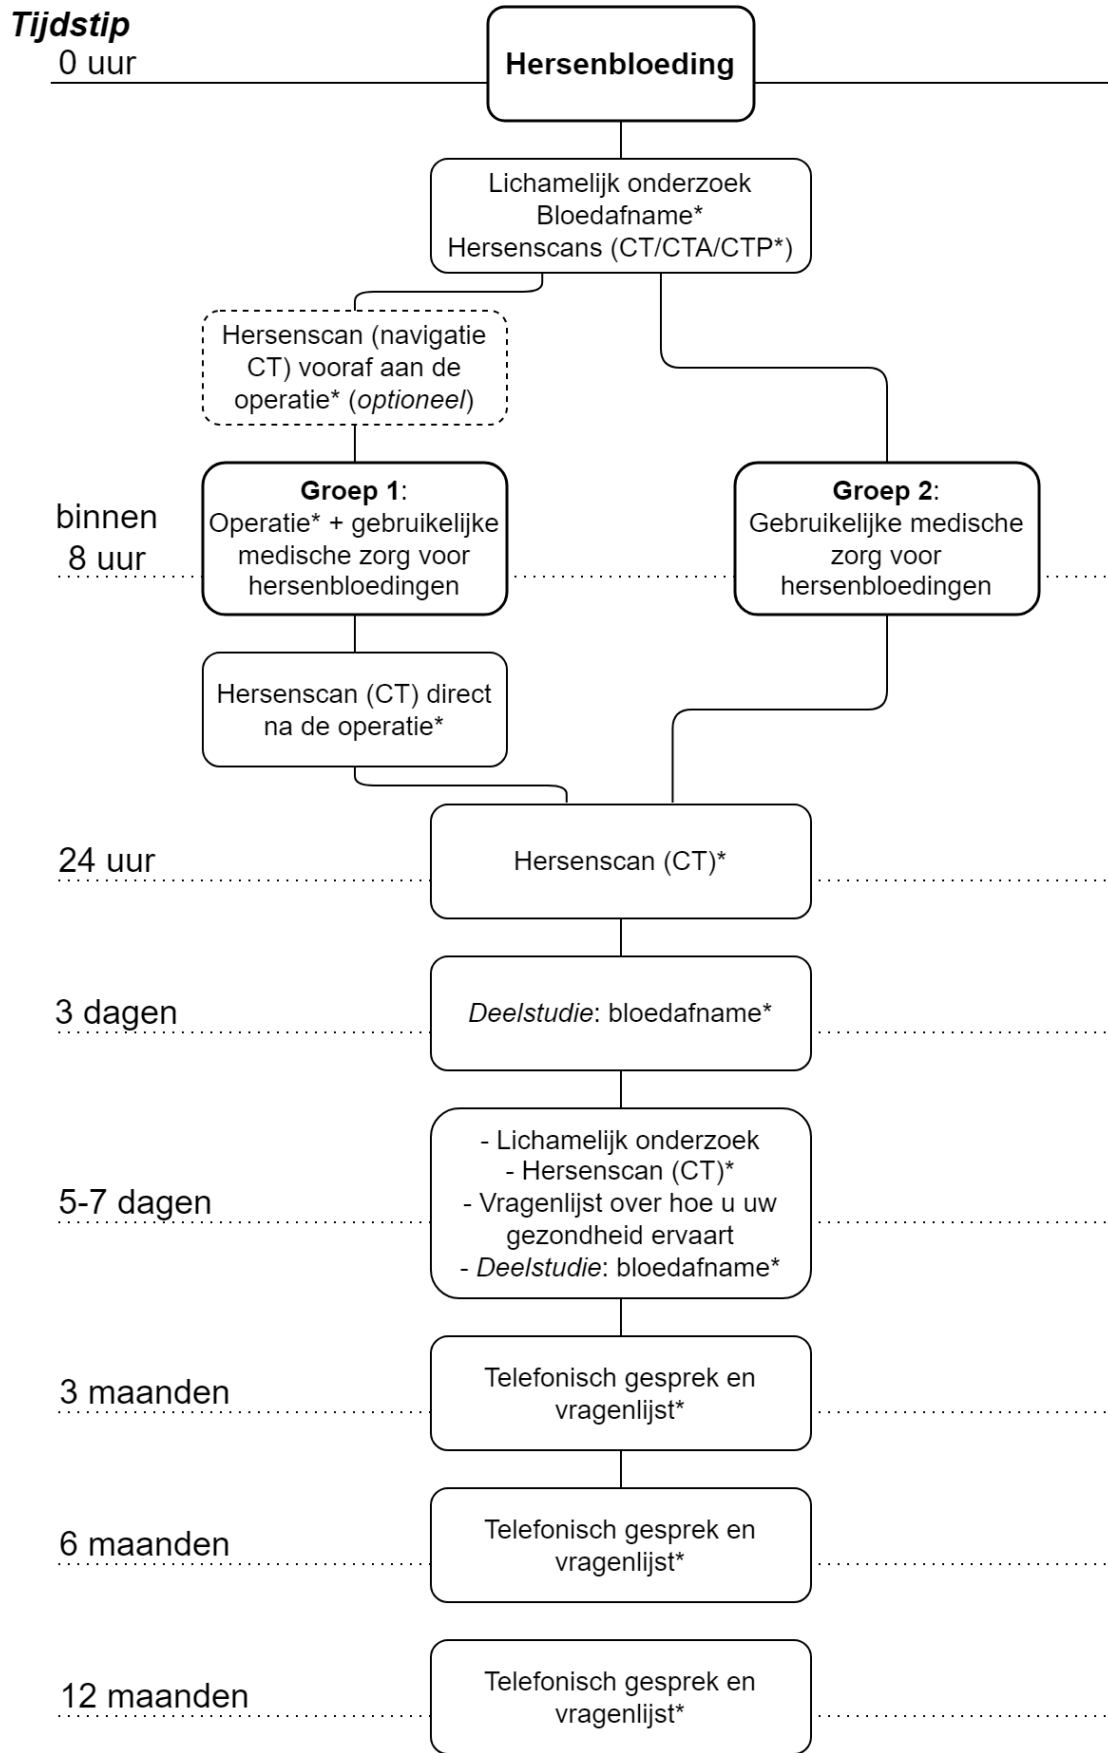 Tijdstip
0 uur
Hersenbloeding
Lichamelijk onderzoek
Bloedafname*
Hersenscans (CT/CTA/CTP*)
Hersenscan (navigatie
CT) vooraf aan de
operatie* (optioneel)
binnen
8 uur
Groep 1:
Operatie* + gebruikelijke
medische zorg voor
hersenbloedingen
Groep 2:
Gebruikelijke medische
zorg voor
hersenbloedingen
Hersenscan (CT) direct
na de operatie*
24 uur
Hersenscan (CT)*
3 dagen
Deelstudie: bloedafname*
5-7 dagen
- Lichamelijk onderzoek
- Hersenscan (CT)*
- Vragenlijst over hoe u uw
gezondheid ervaart
- Deelstudie: bloedafname*
3 maanden
Telefonisch gesprek en
vragenlijst*
6 maanden
Telefonisch gesprek en
vragenlijst*
12 maanden
Telefonisch gesprek en
vragenlijst*